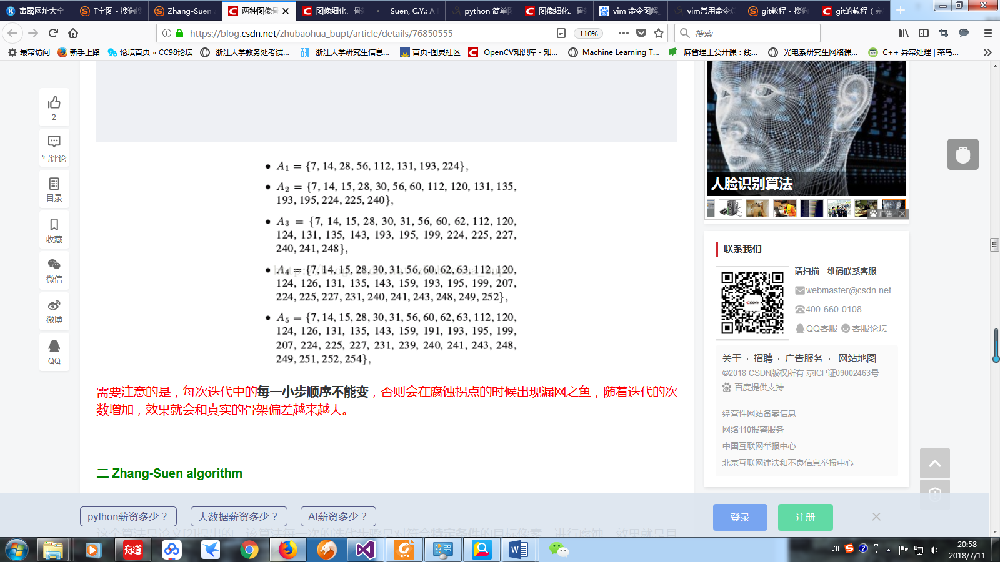 毒霸网址大全
T字图 - 搜狗搜
Zhang-Suen
两种图像骨
图像细化、骨
Suen, C.Y.: A
python 简单图
图像细化、骨
vim 命令图解_
vim常用命令总
git教程 - 搜狗
git的教程（完
https://blog.csdn.net/zhubaohua_bupt/article/details/76850555
110%
搜索
最常访问
新手上路
论坛首页 » CC98论坛
浙江大学教务处考试...
浙江大学研究生信息...
首页-图灵社区
OpenCV知识库 - 知...
Machine Learning T...
麻省理工公开课：线...
光电系研究生网络课...
C++ 异常处理 | 菜鸟...
2
写评论
目录
收藏
微信
微博
QQ
• A1 = {7, 14, 28, 56, 112, 131, 193, 224},
• A2 = {7, 14, 15, 28, 30, 56, 60, 112, 120, 131, 135,
193, 195, 224, 225, 240},
• A3 = {7, 14, 15, 28, 30, 31, 56, 60, 62, 112, 120,
124, 131, 135, 143, 193, 195, 199, 224, 225, 227,
240, 241, 248},
• A4 = {7, 14, 15, 28, 30, 31, 56, 60, 62, 63, 112, 120,
124, 126, 131, 135, 143, 159, 193, 195, 199, 207,
224, 225, 227, 231, 240, 241, 243, 248, 249, 252},
• A5 = {7, 14, 15, 28, 30, 31, 56, 60, 62, 63, 112, 120,
124, 126, 131, 135, 143, 159, 191, 193, 195, 199,
207, 224, 225, 227, 231, 239, 240, 241, 243, 248,
249, 251, 252, 254},
需要注意的是，每次迭代中的每一小步顺序不能变，否则会在腐蚀拐点的时候出现漏网之鱼，随着迭代的次
数增加，效果就会和真实的骨架偏差越来越大。
二 Zhang-Suen algorithm
这个算法是论文[2]提出的，该算法每一次的迭代步骤是对符合特定条件的目标像素，进行腐蚀，效果就是目
人脸识别算法
广告
联系我们
请扫描二维码联系客服
CSDN
webmaster@csdn.net
400-660-0108
QQ客服 客服论坛
关于 · 招聘 · 广告服务 · 网站地图
©2018 CSDN版权所有 京ICP证09002463号
百度提供支持
经营性网站备案信息
网络110报警服务
中国互联网举报中心
北京互联网违法和不良信息举报中心
python薪资多少？
大数据薪资多少？
AI薪资多少？
登录
注册
有道
PDF
CH
20:58
2018/7/11